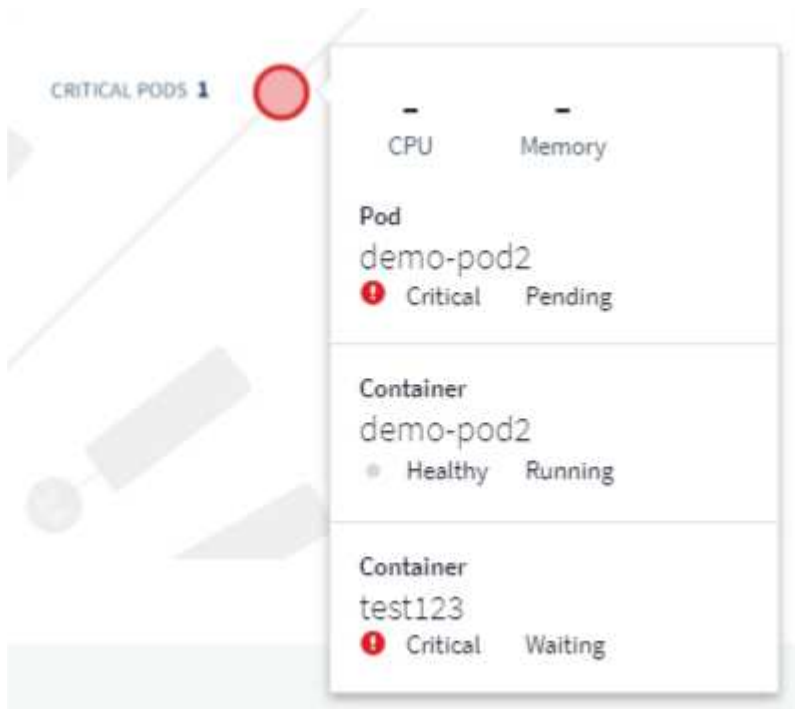 CRITICAL PODS 1
- -
CPU Memory
Pod
demo-pod2
Critical Pending
Container
demo-pod2
Healthy Running
Container
test123
Critical Waiting